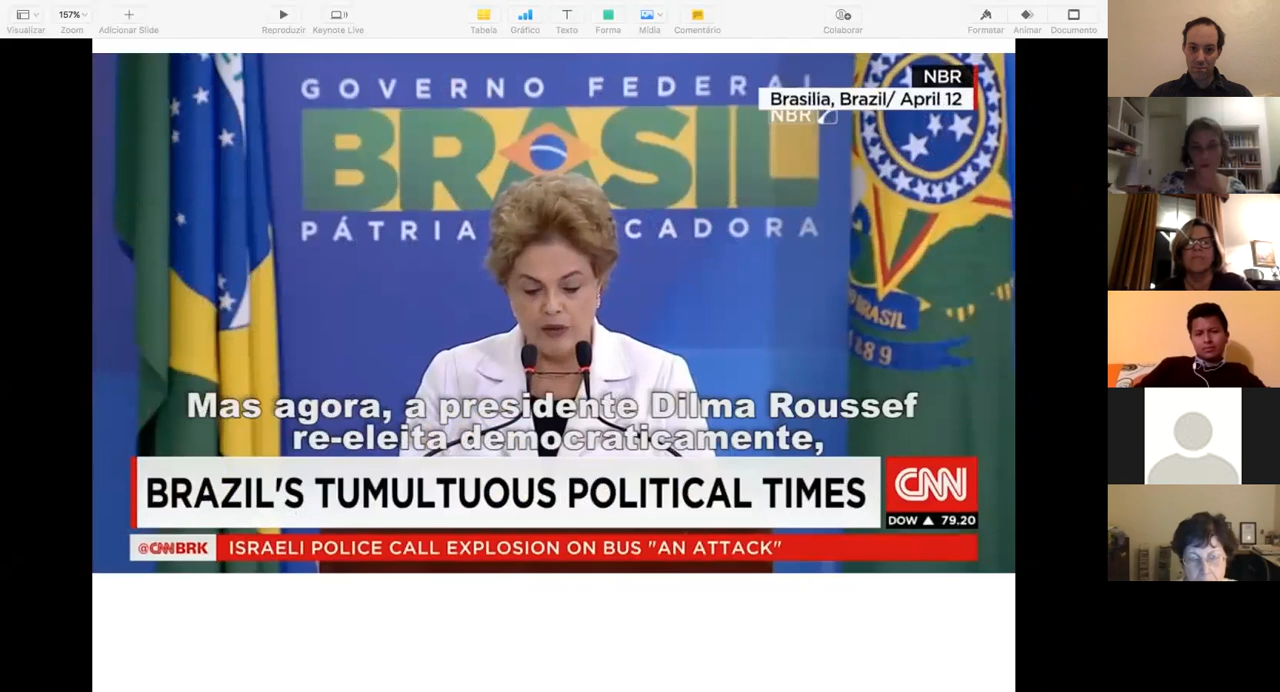 157%
Visualizar
Zoom
Adicionar Slide
Reproduzir
Keynote Live
Tabela
Gráfico
Texto
Forma
Mídia
Comentário
Colaborar
Formatar
Animar
Documento
GOVERNO FEDERAL
BRASIL
PÁTRIA CADORA
NBR
Brasilia, Brazil/ April 12
NBR
BRASIL
1889
Mas agora, a presidente Dilma Roussef
re-eleita democraticamente,
BRAZIL'S TUMULTUOUS POLITICAL TIMES
CNN
DOW ▲ 79.20
@CNNBRK
ISRAELI POLICE CALL EXPLOSION ON BUS "AN ATTACK"